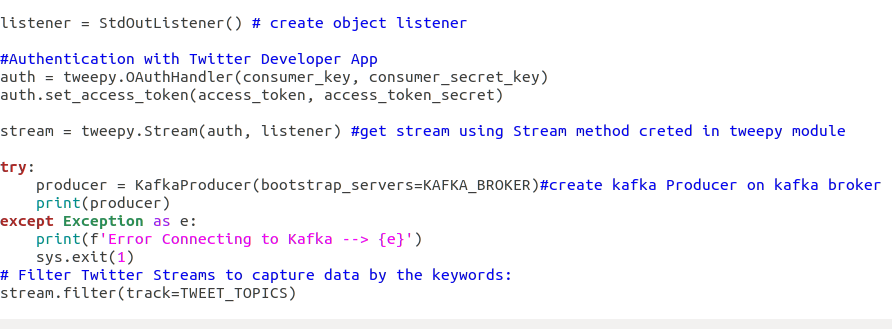 listener = StdOutListener() # create object listener
#Authentication with Twitter Developer App
auth = tweepy.OAuthHandler(consumer_key, consumer_secret_key)
auth.set_access_token(access_token, access_token_secret)
stream = tweepy.Stream(auth, listener) #get stream using Stream method creted in tweepy module
try:
    producer = KafkaProducer(bootstrap_servers=KAFKA_BROKER)#create kafka Producer on kafka broker
    print(producer)
except Exception as e:
    print(f'Error Connecting to Kafka --> {e}')
    sys.exit(1)
# Filter Twitter Streams to capture data by the keywords:
stream.filter(track=TWEET_TOPICS)